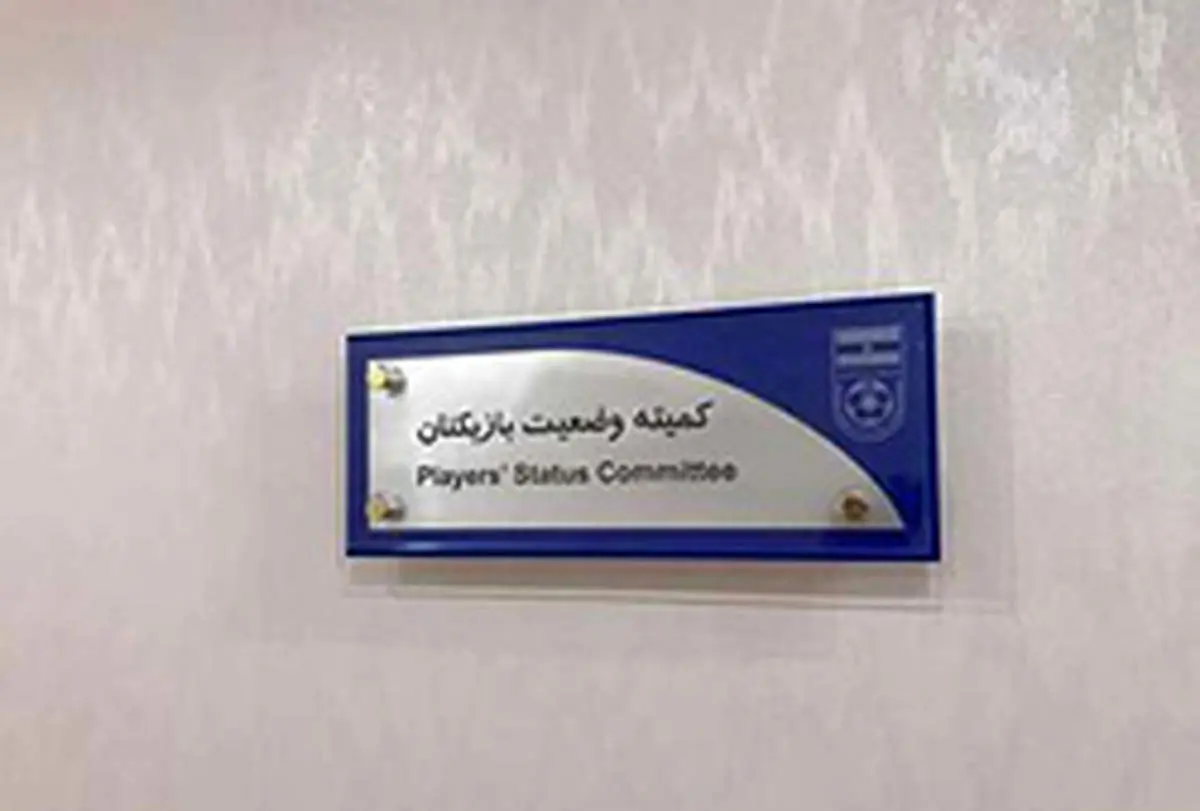 کمیته وضعیت بازیکنان
Players' Status Committee